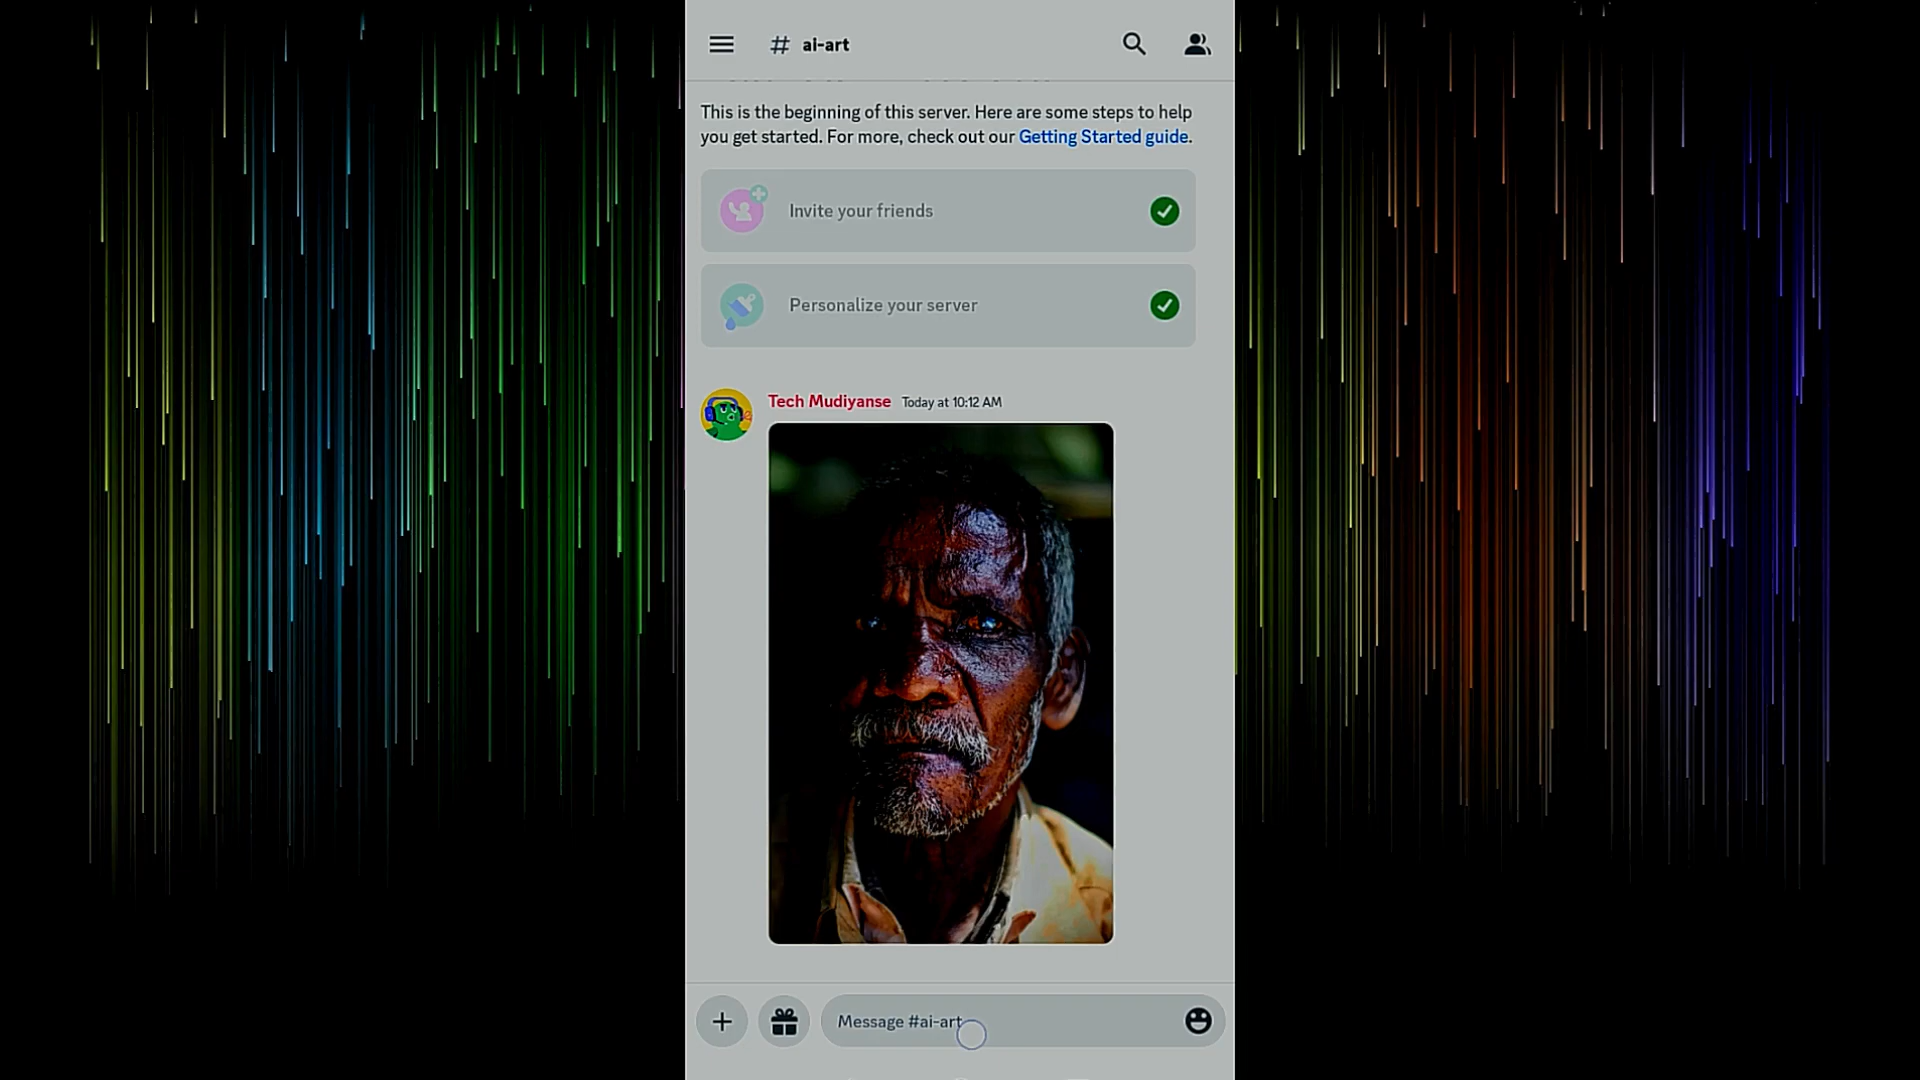 # ai-art
This is the beginning of this server. Here are some steps to help
you get started. For more, check out our Getting Started guide.
Invite your friends
Personalize your server
Tech Mudiyanse Today at 10:12 AM
Message #ai-art